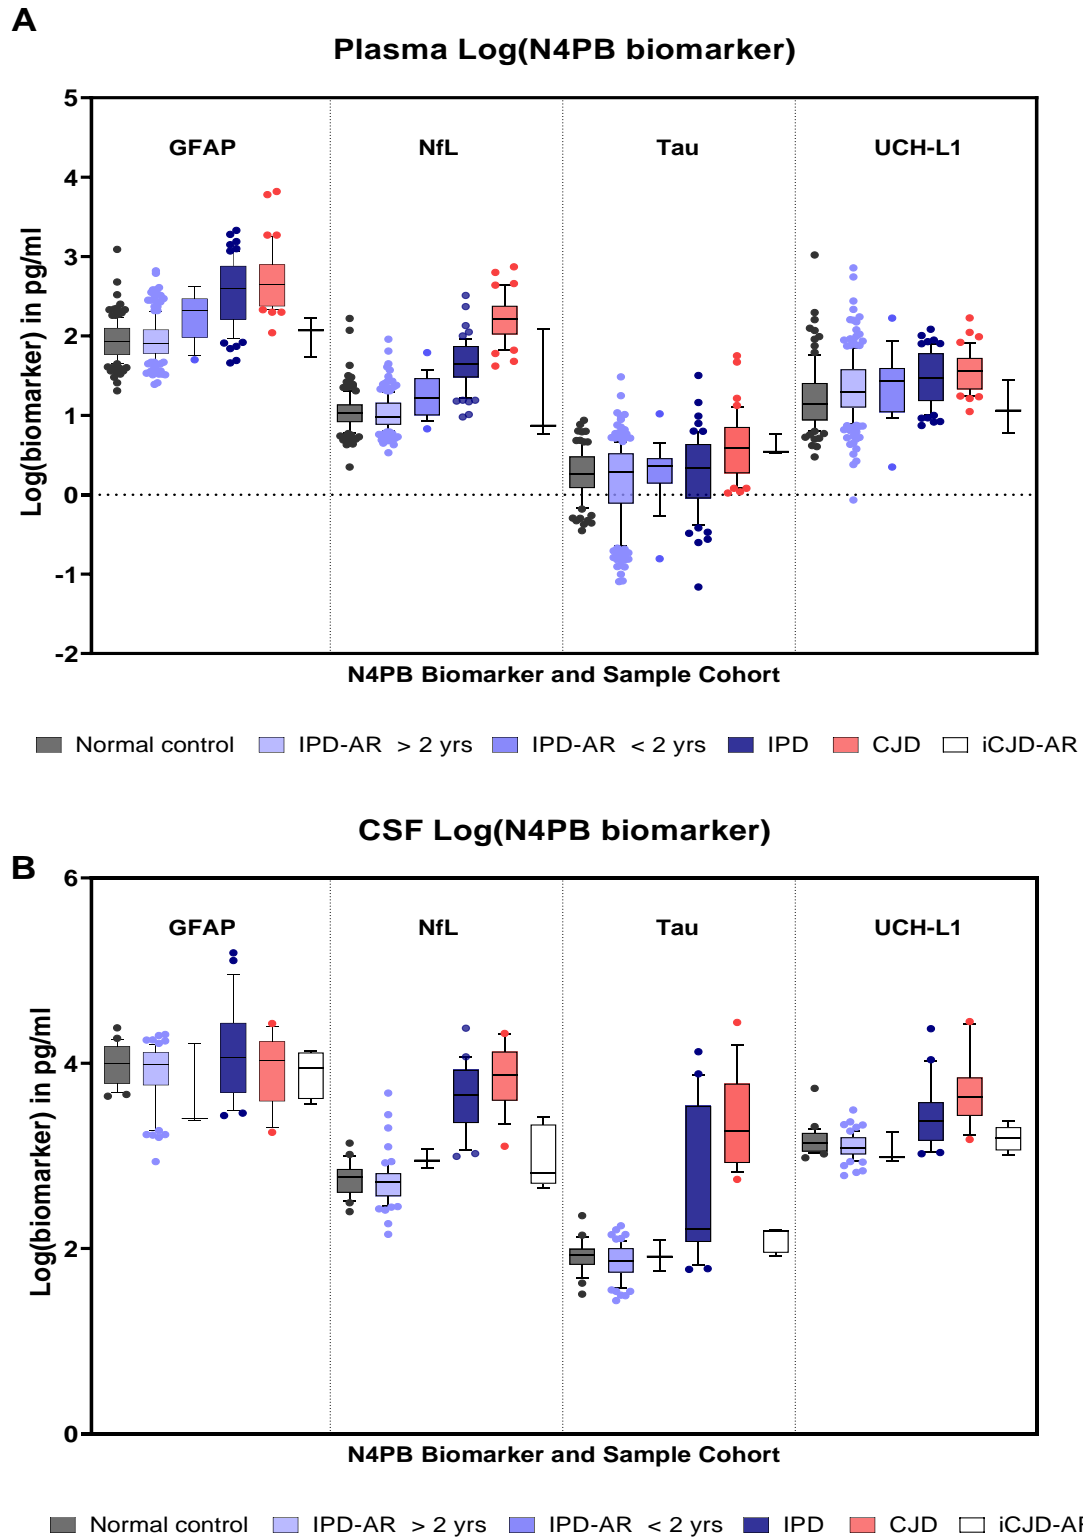 A
Plasma Log(N4PB biomarker)
5
4
3
2
1
0
-1
-2
Log(biomarker) in pg/ml
GFAP NfL Tau UCH-L1
N4PB Biomarker and Sample Cohort
Normal control IPD-AR > 2 yrs IPD-AR < 2 yrs IPD CJD iCJD-AR
CSF Log(N4PB biomarker)
B
6
4
2
0
Log(biomarker) in pg/ml
GFAP NfL Tau UCH-L1
N4PB Biomarker and Sample Cohort
Normal control IPD-AR > 2 yrs IPD-AR < 2 yrs IPD CJD